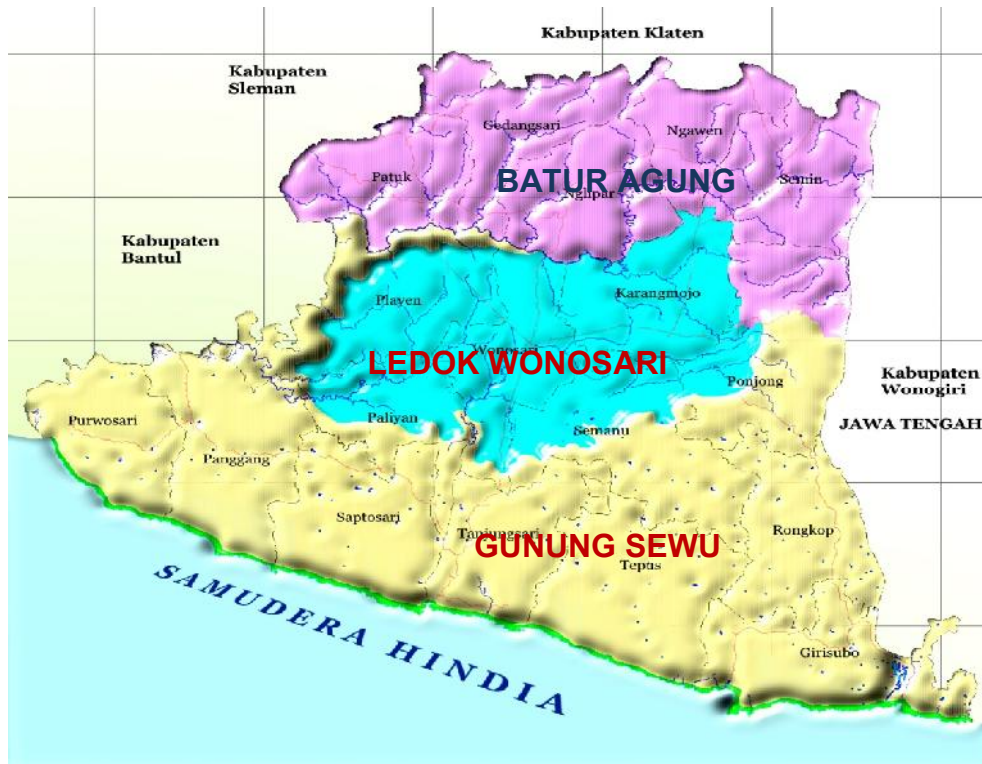 Kabupaten Klaten
Kabupaten
Sleman
Gedangsari
Ngawen
Patuk
BATUR AGUNG
Semin
Nglipar
Kabupaten
Bantul
Playen
Karangmojo
Wonosari
LEDOK WONOSARI
Ponjong
Kabupaten
Wonogiri
JAWA TENGAH
Purwosari
Paliyan
Semanu
Panggang
Saptosari
Tanjungsari
GUNUNG SEWU
Rongkop
Tepus
SAMUDERA HINDIA
Girisubo